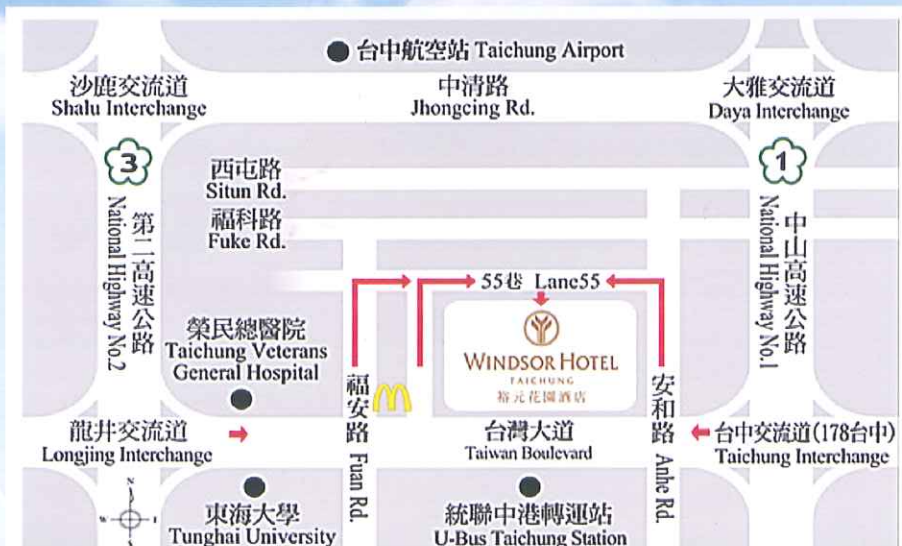 台中航空站 Taichung Airport
沙鹿交流道
Shalu Interchange
中清路
Jhongcing Rd.
大雅交流道
Daya Interchange
3
1
西屯路
Situn Rd.
福科路
Fuke Rd.
第二高速公路
National Highway No.2
中山高速公路
National Highway No.1
55巷 Lane55
榮民總醫院
Taichung Veterans
General Hospital
WINDSOR HOTEL
TAICHUNG
裕元花園酒店
福安路 Fuan Rd.
安和路 Anhe Rd.
龍井交流道
Longjing Interchange
台灣大道
Taiwan Boulevard
台中交流道(178台中)
Taichung Interchange
N
W
東海大學
Tunghai University
統聯中港轉運站
U-Bus Taichung Station